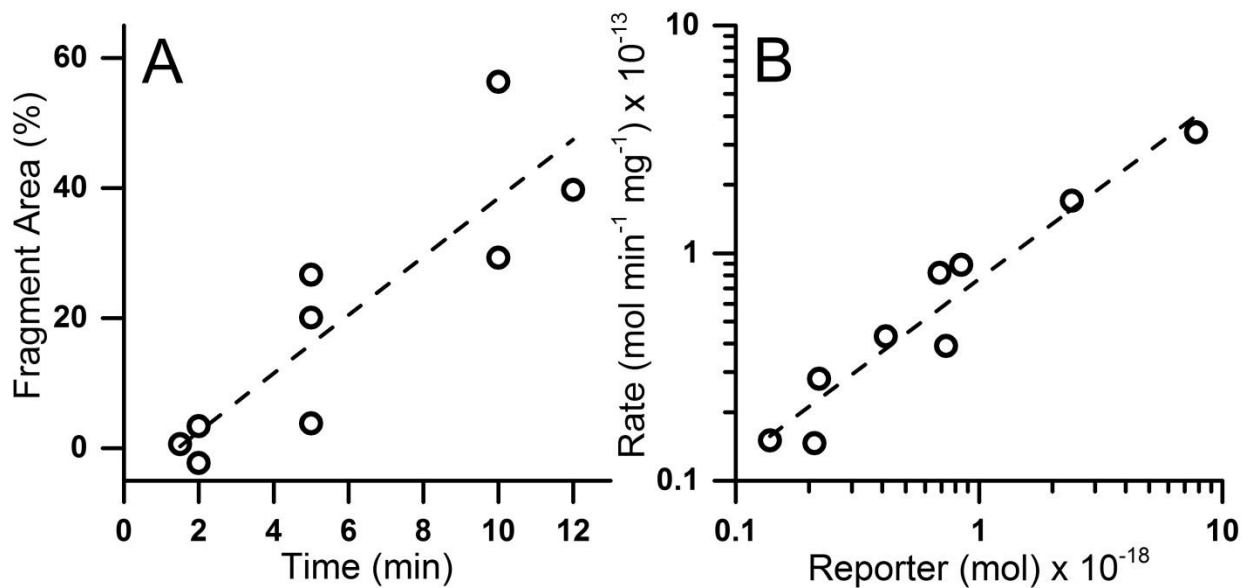 A
Fragment Area (%)
60
40
20
0
0 2 4 6 8 10 12
Time (min)
B
Rate (mol min⁻¹ mg⁻¹) x 10⁻¹³
10
1
0.1
0.1 1 10
Reporter (mol) x 10⁻¹⁸